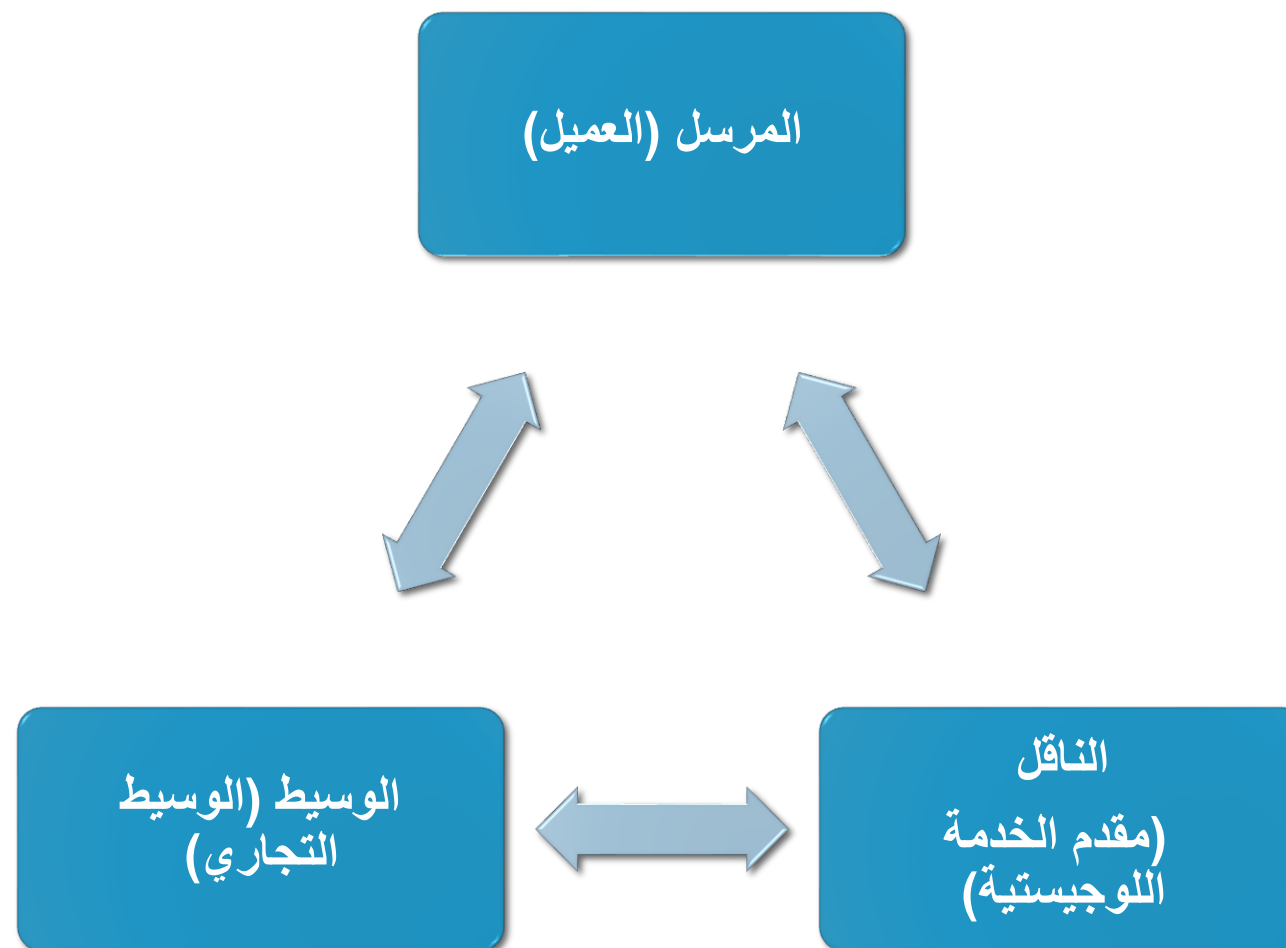 المرسل (العميل)
الناقل
(مقدم الخدمة
اللوجيستية)
الوسيط (الوسيط
التجاري)